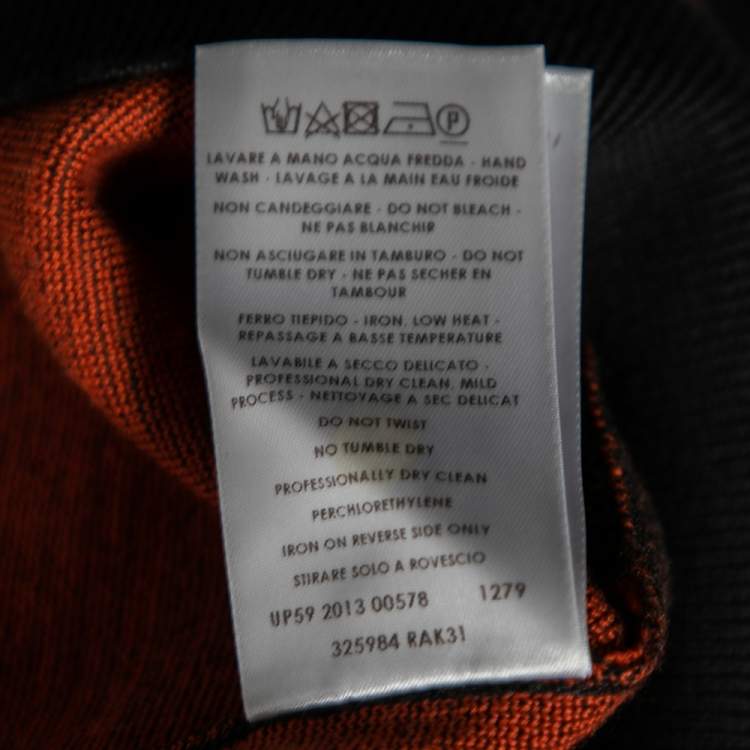 P
LAVARE A MANO ACQUA FREDDA - HAND
WASH - LAVAGE A LA MAIN EAU FROIDE
NON CANDEGGIARE - DO NOT BLEACH -
NE PAS BLANCHIR
NON ASCIUGARE IN TAMBURO - DO NOT
TUMBLE DRY - NE PAS SECHER EN
TAMBOUR
FERRO TIEPIDO - IRON, LOW HEAT -
REPASSAGE A BASSE TEMPERATURE
LAVABILE A SECCO DELICATO -
PROFESSIONAL DRY CLEAN, MILD
PROCESS - NETTOYAGE A SEC DELICAT
DO NOT TWIST
NO TUMBLE DRY
PROFESSIONALLY DRY CLEAN
PERCHLORETHYLENE
IRON ON REVERSE SIDE ONLY
STIRARE SOLO A ROVESCIO
UP59 2013 00578 1279
325984 RAK31